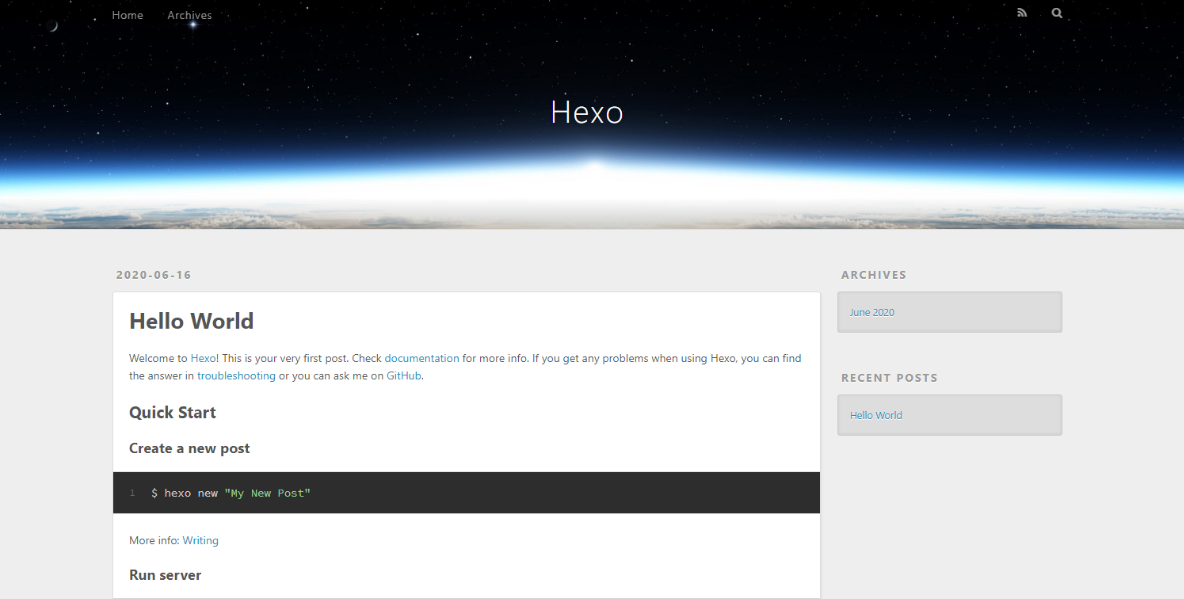 Home Archives
Hexo
2020-06-16
Hello World
Welcome to Hexo! This is your very first post. Check documentation for more info. If you get any problems when using Hexo, you can find
the answer in troubleshooting or you can ask me on GitHub.
Quick Start
Create a new post
1 $ hexo new "My New Post"
More info: Writing
Run server
ARCHIVES
June 2020
RECENT POSTS
Hello World